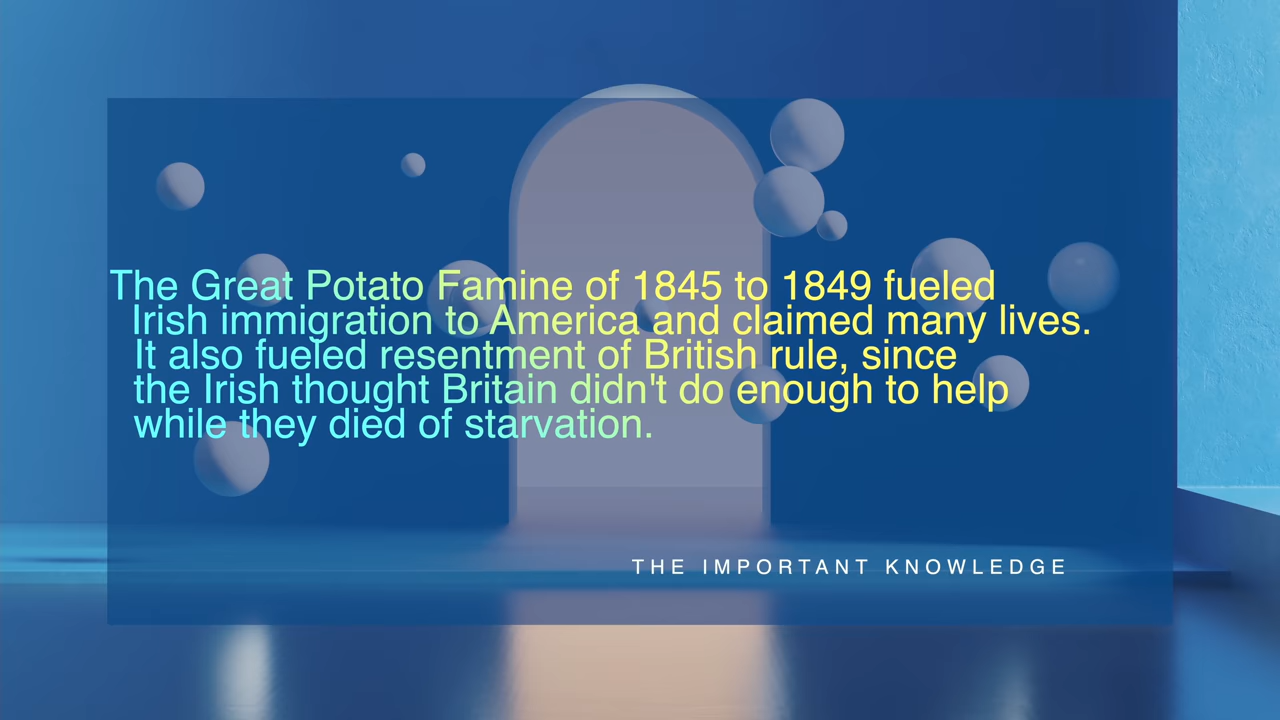 The Great Potato Famine of 1845 to 1849 fueled
Irish immigration to America and claimed many lives.
It also fueled resentment of British rule, since
the Irish thought Britain didn't do enough to help
while they died of starvation.
THE IMPORTANT KNOWLEDGE